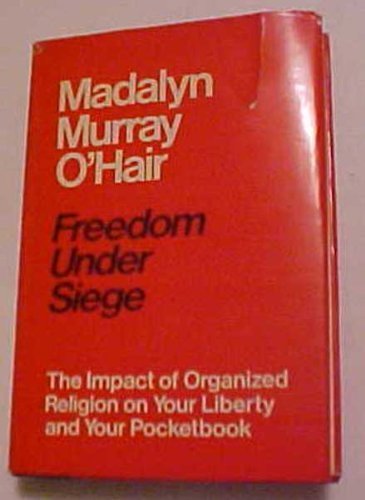 Madalyn
Murray
O'Hair
Freedom
Under
Siege
The Impact of Organized
Religion on Your Liberty
and Your Pocketbook